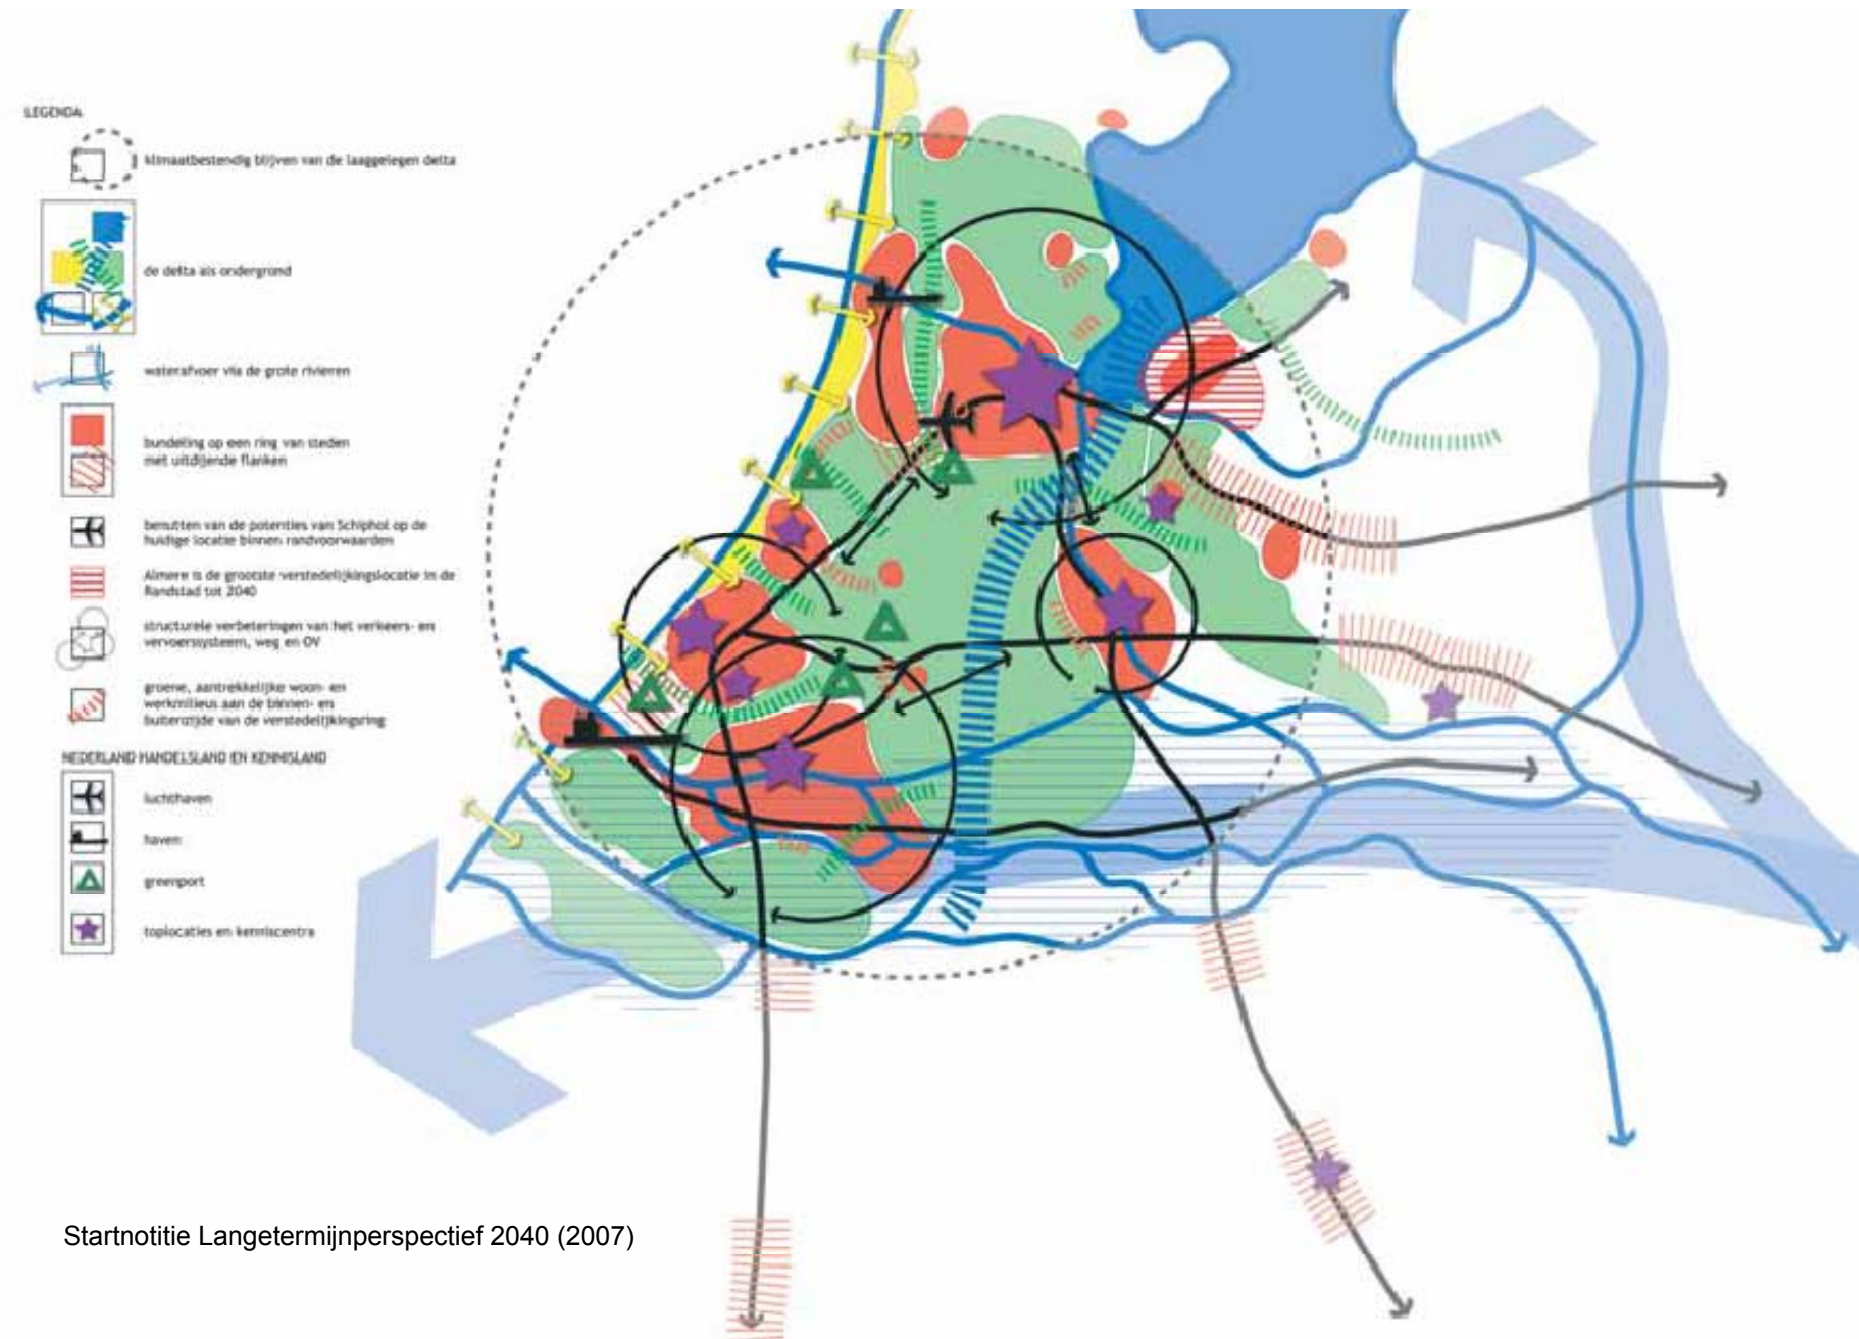 LEGENDA
klimaatbestendig blijven van de laaggelegen delta
de delta als ondergrond
waterafvoer via de grote rivieren
bundeling op een ring van steden
met uitdijende flanken
benutten van de potenties van Schiphol op de
huidige locatie binnen randvoorwaarden
Almere is de grootste verstedelijkingslocatie in de
Randstad tot 2040
structurele verbeteringen van het verkeers- en
vervoerssysteem, weg en OV
groene, aantrekkelijke woon- en
werkmilieus aan de binnen- en
buitenzijde van de verstedelijkingsring
NEDERLAND HANDELSLAND EN KENNISLAND
luchthaven
haven
greenport
toplocaties en kenniscentra
Startnotitie Langetermijnperspectief 2040 (2007)